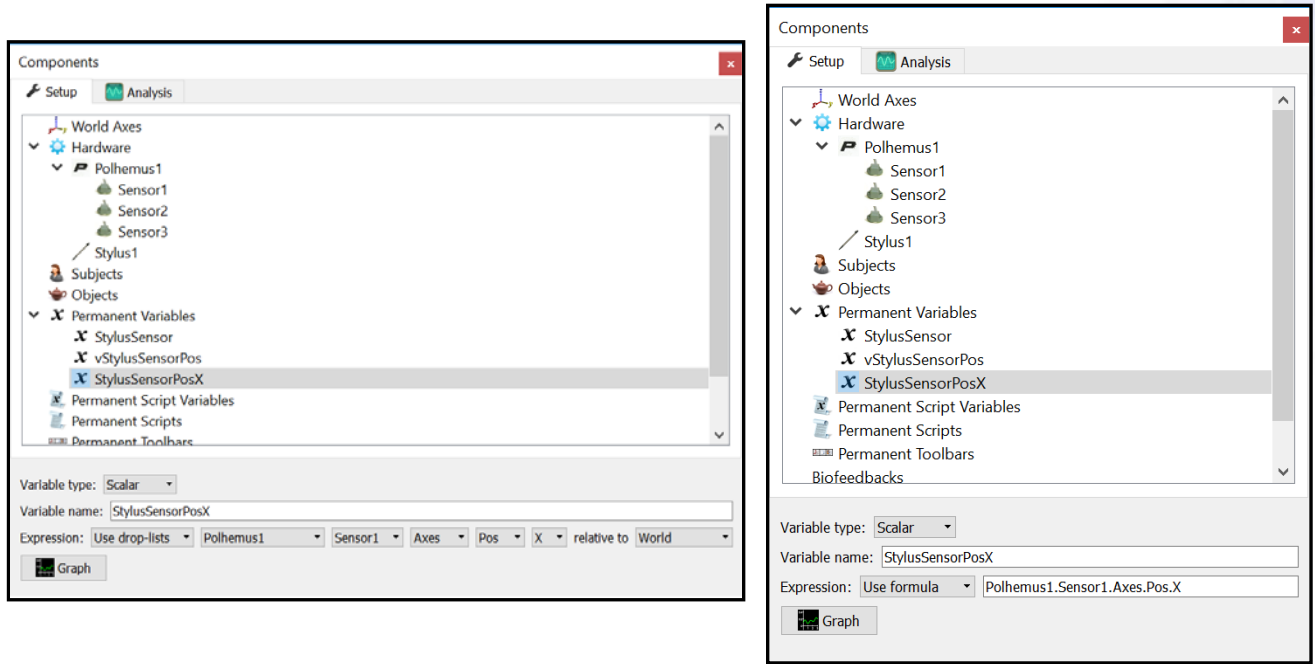 Components
Setup Analysis
World Axes
Hardware
Polhemus1
Sensor1
Sensor2
Sensor3
Stylus1
Subjects
Objects
Permanent Variables
StylusSensor
vStylusSensorPos
StylusSensorPosX
Permanent Script Variables
Permanent Scripts
Permanent Toolbars
Variable type: Scalar
Variable name: StylusSensorPosX
Expression: Use drop-lists Polhemus1 Sensor1 Axes Pos X relative to World
Graph
Components
Setup Analysis
World Axes
Hardware
Polhemus1
Sensor1
Sensor2
Sensor3
Stylus1
Subjects
Objects
Permanent Variables
StylusSensor
vStylusSensorPos
StylusSensorPosX
Permanent Script Variables
Permanent Scripts
Permanent Toolbars
Biofeedbacks
Variable type: Scalar
Variable name: StylusSensorPosX
Expression: Use formula Polhemus1.Sensor1.Axes.Pos.X
Graph